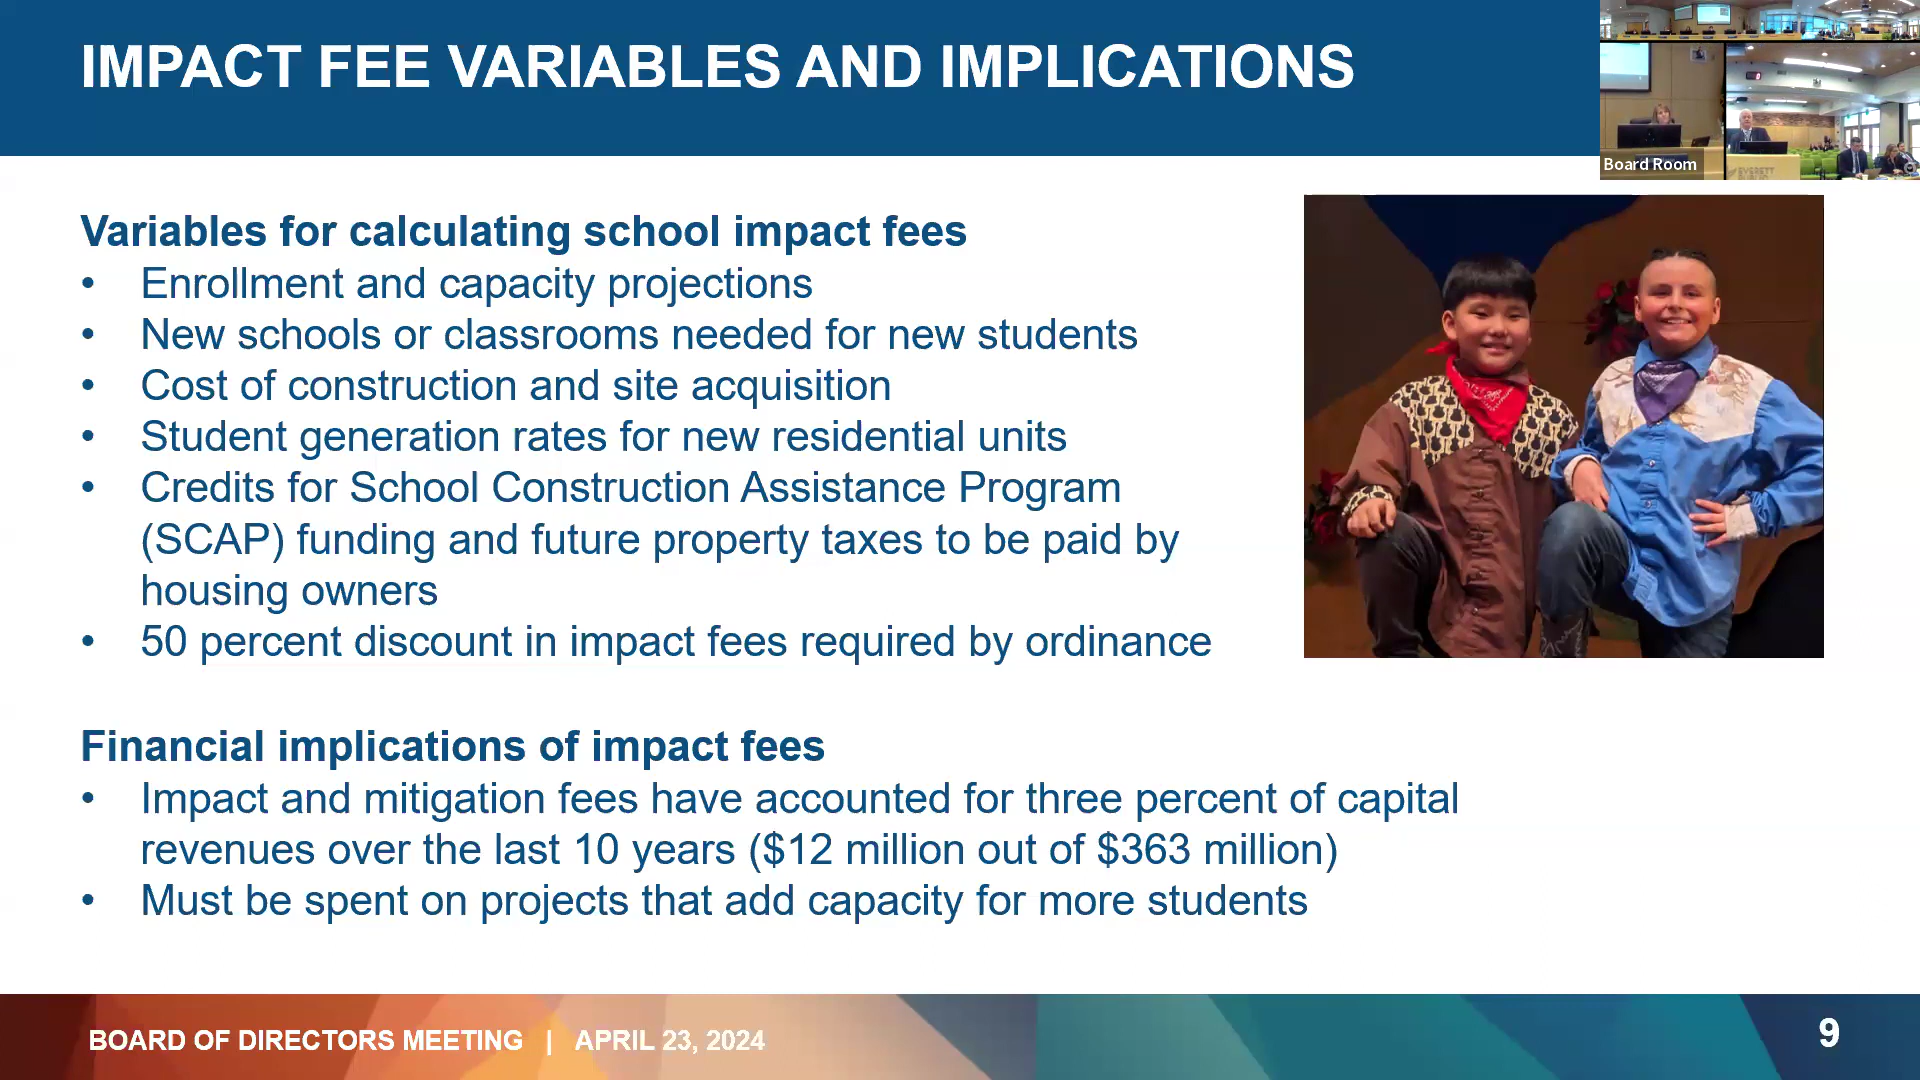 IMPACT FEE VARIABLES AND IMPLICATIONS
Board Room
EVERETT
Variables for calculating school impact fees
• Enrollment and capacity projections
• New schools or classrooms needed for new students
• Cost of construction and site acquisition
• Student generation rates for new residential units
• Credits for School Construction Assistance Program
(SCAP) funding and future property taxes to be paid by
housing owners
• 50 percent discount in impact fees required by ordinance
Financial implications of impact fees
• Impact and mitigation fees have accounted for three percent of capital
revenues over the last 10 years ($12 million out of $363 million)
• Must be spent on projects that add capacity for more students
BOARD OF DIRECTORS MEETING | APRIL 23, 2024
9